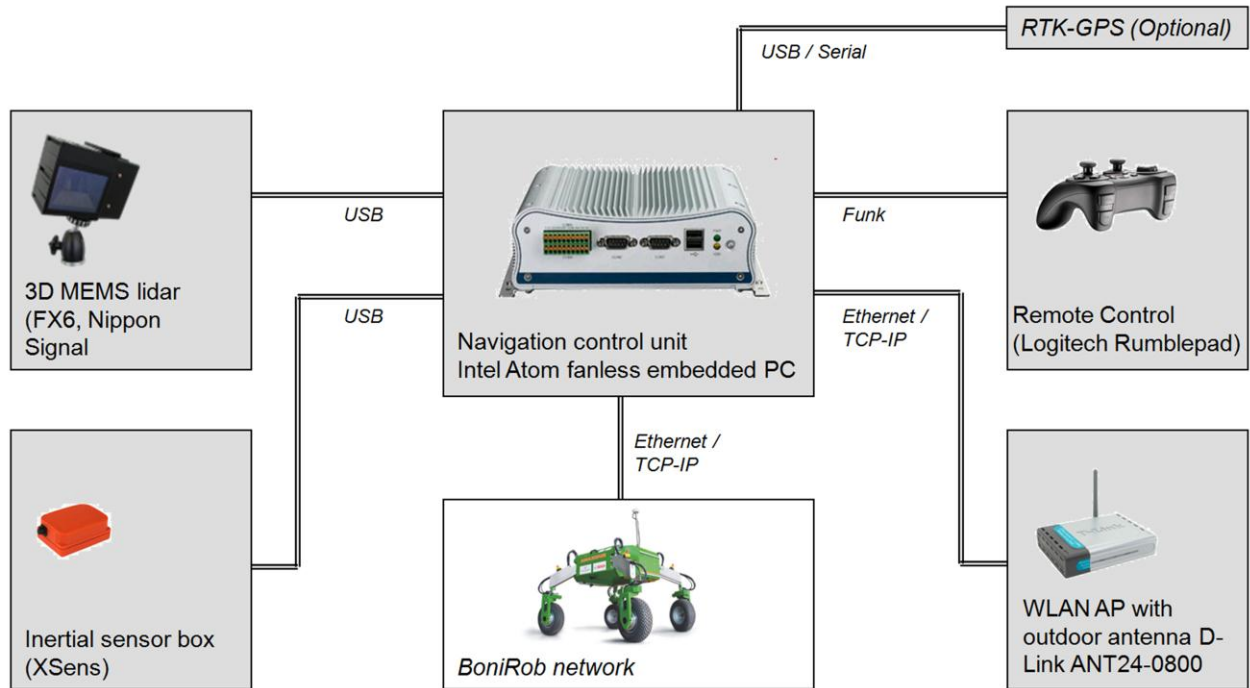 RTK-GPS (Optional)
USB / Serial
USB
Funk
3D MEMS lidar
(FX6, Nippon
Signal
Navigation control unit
Intel Atom fanless embedded PC
Remote Control
(Logitech Rumblepad)
USB
Ethernet /
TCP-IP
Ethernet /
TCP-IP
Inertial sensor box
(XSens)
BoniRob network
WLAN AP with
outdoor antenna D-
Link ANT24-0800